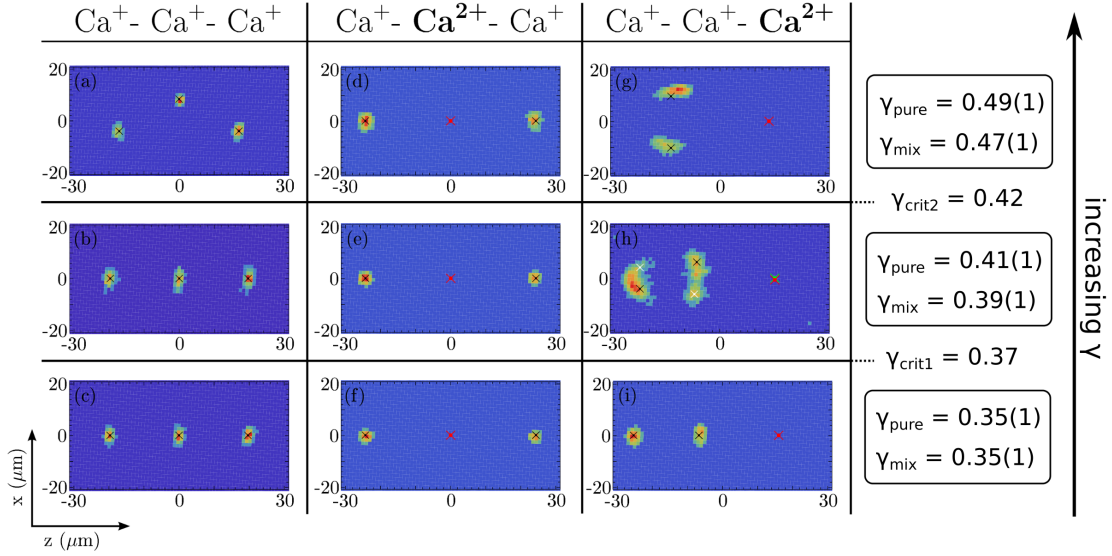 Ca⁺- Ca⁺- Ca⁺
Ca⁺- Ca²⁺- Ca⁺
Ca⁺- Ca⁺- Ca²⁺
(a)
20
0
-20
-30
0
30
(d)
20
0
-20
-30
0
30
(g)
20
0
-20
-30
0
30
γpure = 0.49(1)
γmix = 0.47(1)
γcrit2 = 0.42
(b)
20
0
-20
-30
0
30
(e)
20
0
-20
-30
0
30
(h)
20
0
-20
-30
0
30
γpure = 0.41(1)
γmix = 0.39(1)
γcrit1 = 0.37
(c)
20
0
-20
-30
0
30
(f)
20
0
-20
-30
0
30
(i)
20
0
-20
-30
0
30
γpure = 0.35(1)
γmix = 0.35(1)
increasing γ
x (μm)
z (μm)